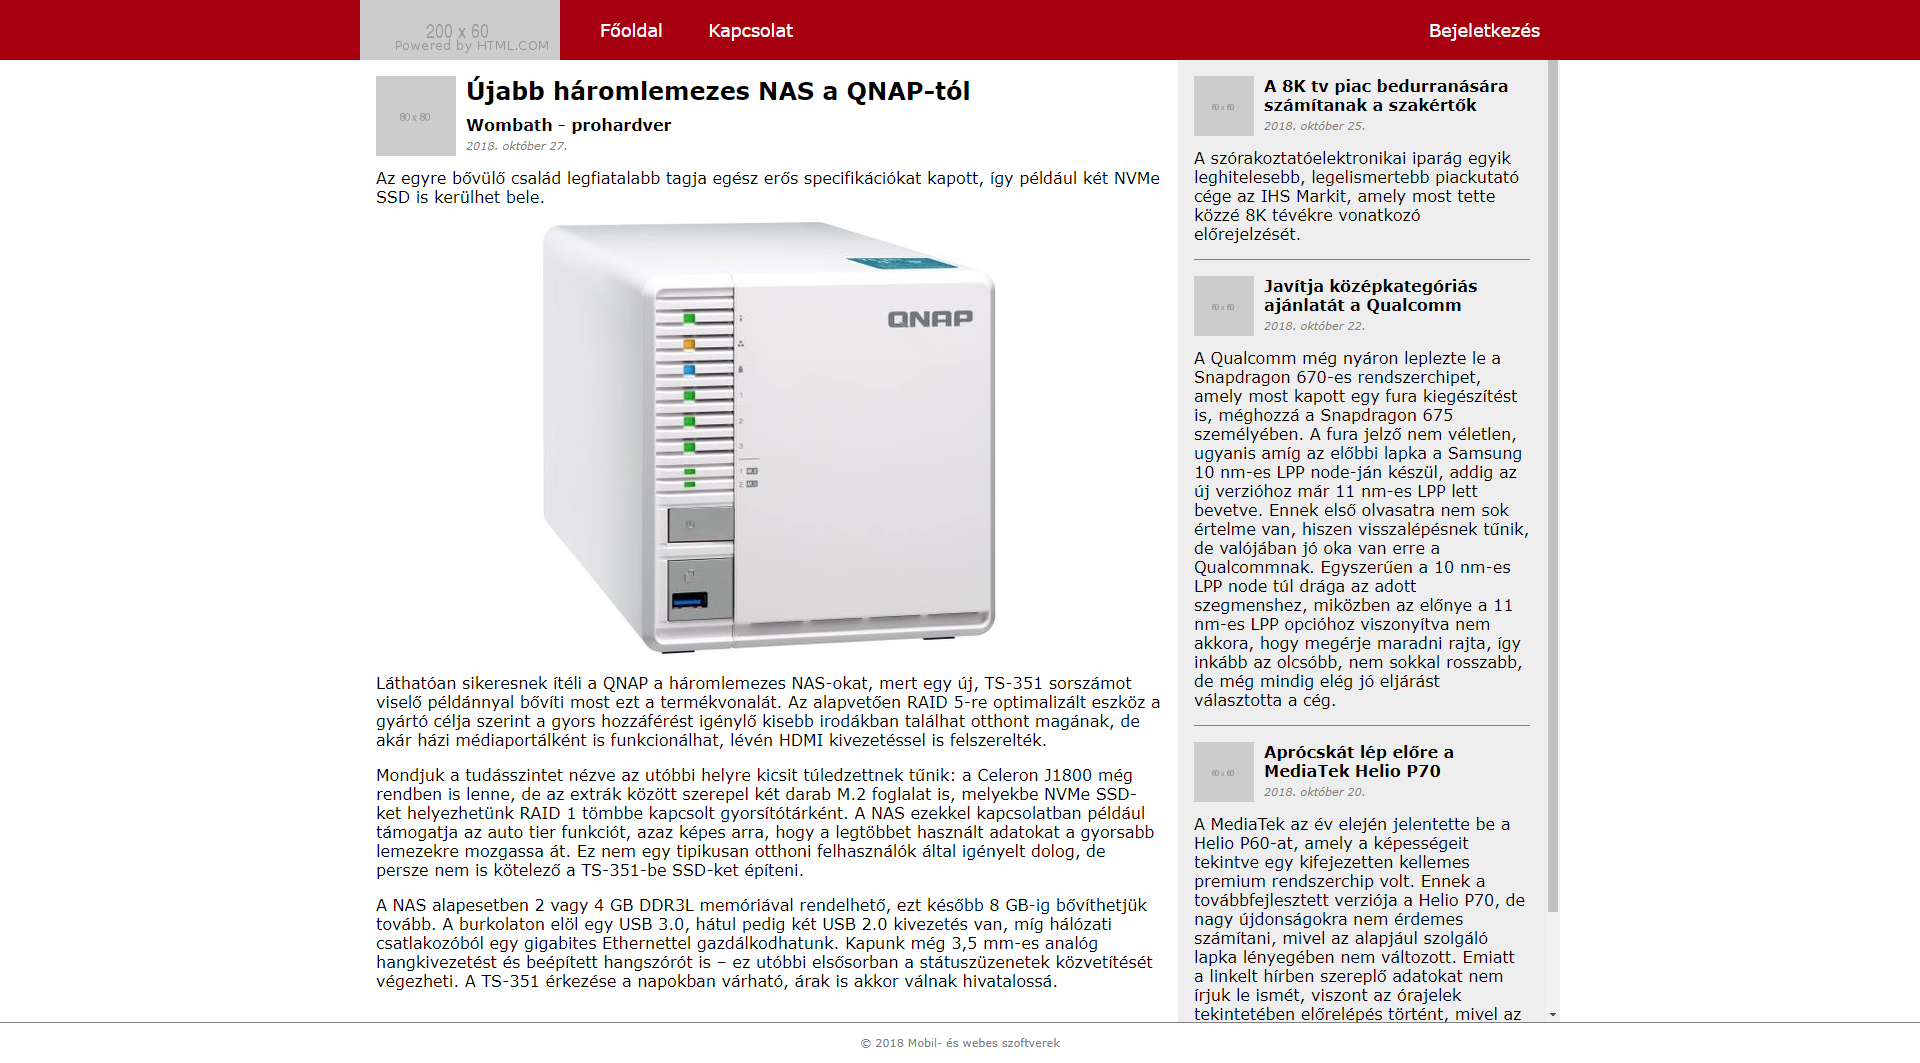 200 x 60
Powered by HTML.COM
Főoldal
Kapcsolat
Bejeletkezés
80 x 80
Újabb háromlemezes NAS a QNAP-tól
Wombath - prohardver
2018. október 27.
Az egyre bővülő család legfiatalabb tagja egész erős specifikációkat kapott, így például két NVMe
SSD is kerülhet bele.
QNAP
Láthatóan sikeresnek ítéli a QNAP a háromlemezes NAS-okat, mert egy új, TS-351 sorszámot
viselő példánnyal bővíti most ezt a termékvonalát. Az alapvetően RAID 5-re optimalizált eszköz a
gyártó célja szerint a gyors hozzáférést igénylő kisebb irodákban találhat otthont magának, de
akár házi médiaportálként is funkcionálhat, lévén HDMI kivezetéssel is felszerelték.
Mondjuk a tudásszintet nézve az utóbbi helyre kicsit túledzettnek tűnik: a Celeron J1800 még
rendben is lenne, de az extrák között szerepel két darab M.2 foglalat is, melyekbe NVMe SSD-
ket helyezhetünk RAID 1 tömbbe kapcsolt gyorsítótárként. A NAS ezekkel kapcsolatban például
támogatja az auto tier funkciót, azaz képes arra, hogy a legtöbbet használt adatokat a gyorsabb
lemezekre mozgassa át. Ez nem egy tipikusan otthoni felhasználók által igényelt dolog, de
persze nem is kötelező a TS-351-be SSD-ket építeni.
A NAS alapesetben 2 vagy 4 GB DDR3L memóriával rendelhető, ezt később 8 GB-ig bővíthetjük
tovább. A burkolaton elöl egy USB 3.0, hátul pedig két USB 2.0 kivezetés van, míg hálózati
csatlakozóból egy gigabites Ethernettel gazdálkodhatunk. Kapunk még 3,5 mm-es analóg
hangkivezetést és beépített hangszórót is – ez utóbbi elsősorban a státuszüzenetek közvetítését
végezheti. A TS-351 érkezése a napokban várható, árak is akkor válnak hivatalossá.
60 x 60
A 8K tv piac bedurranására
számítanak a szakértők
2018. október 25.
A szórakoztatóelektronikai iparág egyik
leghitelesebb, legelismertebb piackutató
cége az IHS Markit, amely most tette
közzé 8K tévékre vonatkozó
előrejelzését.
60 x 60
Javítja középkategóriás
ajánlatát a Qualcomm
2018. október 22.
A Qualcomm még nyáron leplezte le a
Snapdragon 670-es rendszerchipet,
amely most kapott egy fura kiegészítést
is, méghozzá a Snapdragon 675
személyében. A fura jelző nem véletlen,
ugyanis amíg az előbbi lapka a Samsung
10 nm-es LPP node-ján készül, addig az
új verzióhoz már 11 nm-es LPP lett
bevetve. Ennek első olvasatra nem sok
értelme van, hiszen visszalépésnek tűnik,
de valójában jó oka van erre a
Qualcommnak. Egyszerűen a 10 nm-es
LPP node túl drága az adott
szegmenshez, miközben az előnye a 11
nm-es LPP opcióhoz viszonyítva nem
akkora, hogy megérje maradni rajta, így
inkább az olcsóbb, nem sokkal rosszabb,
de még mindig elég jó eljárást
választotta a cég.
60 x 60
Aprócskát lép előre a
MediaTek Helio P70
2018. október 20.
A MediaTek az év elején jelentette be a
Helio P60-at, amely a képességeit
tekintve egy kifejezetten kellemes
premium rendszerchip volt. Ennek a
továbbfejlesztett verziója a Helio P70, de
nagy újdonságokra nem érdemes
számítani, mivel az alapjául szolgáló
lapka lényegében nem változott. Emiatt
a linkelt hírben szereplő adatokat nem
írjuk le ismét, viszont az órajelek
tekintetében előrelépés történt, mivel az
© 2018 Mobil- és webes szoftverek